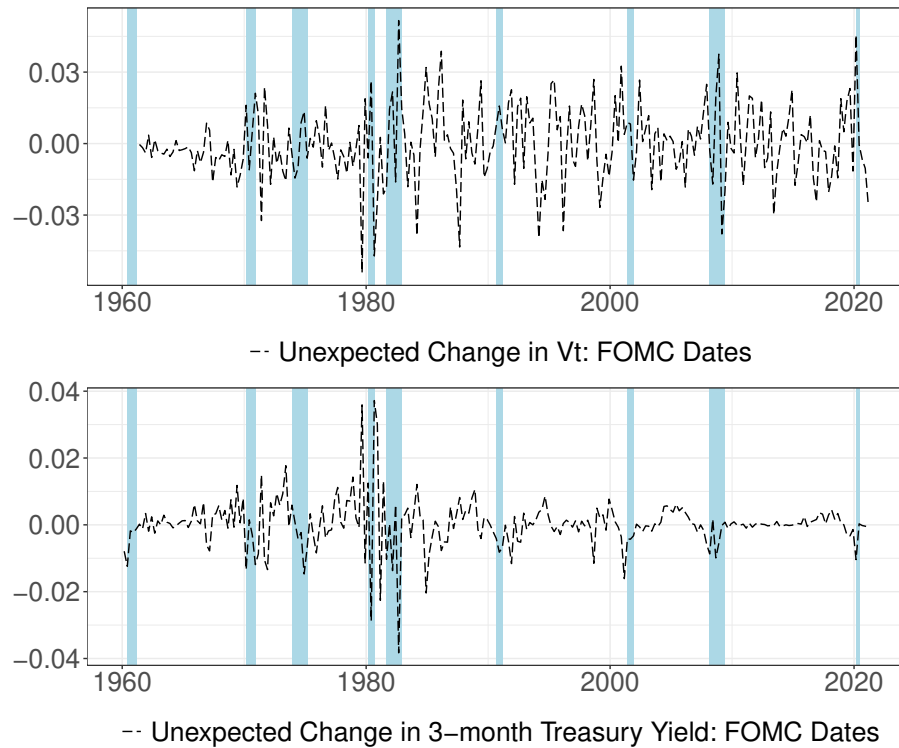 0.03
0.00
−0.03
1960 1980 2000 2020
Unexpected Change in Vt: FOMC Dates
0.04
0.02
0.00
−0.02
−0.04
1960 1980 2000 2020
Unexpected Change in 3−month Treasury Yield: FOMC Dates